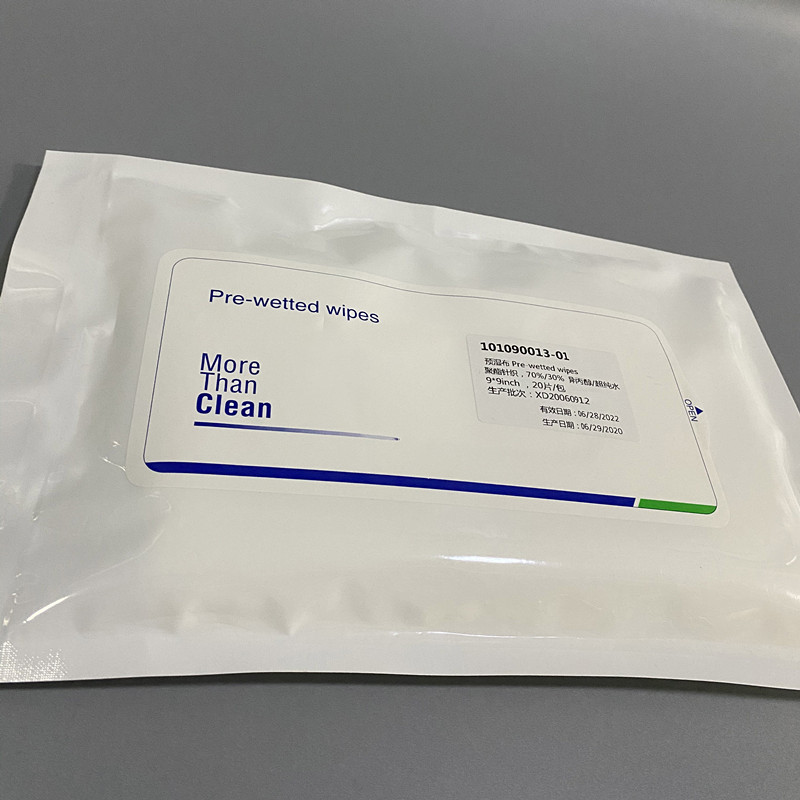 Pre-wetted wipes
More
Than
Clean
101090013-01
预湿布 Pre-wetted wipes
聚酯针织，70%/30% 异丙醇/超纯水
9*9inch ，20片/包
生产批次：XD20060912
有效日期：06/28/2022
生产日期：06/29/2020
OPEN